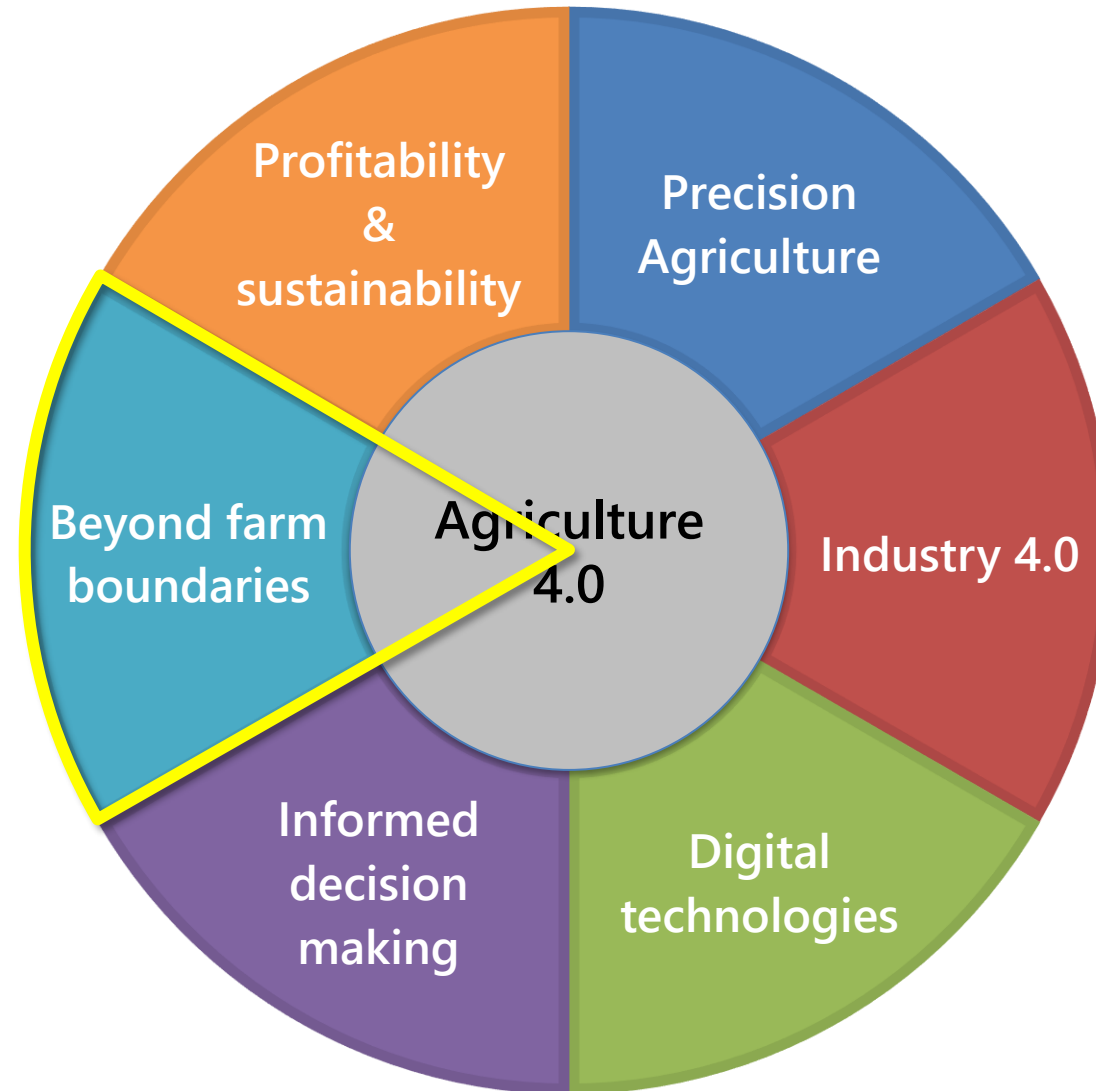 Profitability
&
sustainability
Precision
Agriculture
Beyond farm
boundaries
Agriculture
4.0
Industry 4.0
Informed
decision
making
Digital
technologies